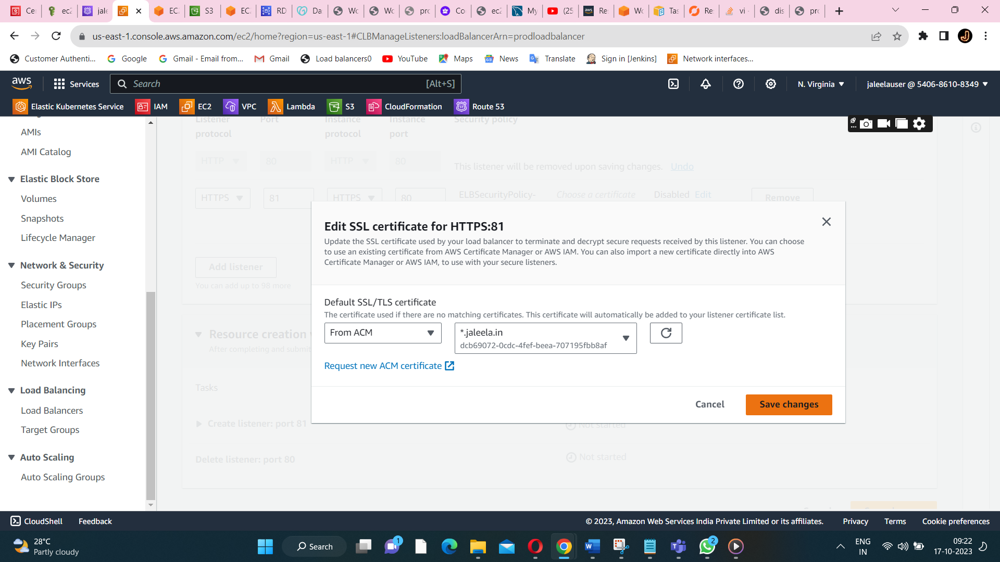 Ce
ec2
jale
EC
S3
EC
RD
Da
Wo
Wo
pro
Co
ec2
My
(25
Re
Wo
Tas
Re
vi -
dis
pro
us-east-1.console.aws.amazon.com/ec2/home?region=us-east-1#CLBManageListeners:loadBalancerArn=prodloadbalancer
Customer Authenti...
Google
Gmail - Email from...
Gmail
Load balancers0
YouTube
Maps
News
Translate
Sign in [Jenkins]
Network interfaces...
aws
Services
Search
[Alt+S]
N. Virginia
jaleelauser @ 5406-8610-8349
Elastic Kubernetes Service
IAM
EC2
VPC
Lambda
S3
CloudFormation
Route 53
AMIs
AMI Catalog
Elastic Block Store
Volumes
Snapshots
Lifecycle Manager
Network & Security
Security Groups
Elastic IPs
Placement Groups
Key Pairs
Network Interfaces
Load Balancing
Load Balancers
Target Groups
Auto Scaling
Auto Scaling Groups
Listener protocol
Port
Instance protocol
Instance port
Security policy
HTTP
80
HTTP
80
This listener will be removed upon saving changes. Undo
HTTPS
81
HTTPS
80
ELBSecurityPolicy-
Choose a certificate
Disabled Edit
Remove
Add listener
You can add up to 98 more
Resource creation
After completing and submit
Tasks
Create listener: port 81
Not started
Delete listener: port 80
Not started
Edit SSL certificate for HTTPS:81
Update the SSL certificate used by your load balancer to terminate and decrypt secure requests received by this listener. You can choose
to use an existing certificate from AWS Certificate Manager or AWS IAM. You can also import a new certificate directly into AWS
Certificate Manager or AWS IAM, to use with your secure listeners.
Default SSL/TLS certificate
The certificate used if there are no matching certificates. This certificate will automatically be added to your listener certificate list.
From ACM
*.jaleela.in
dcb69072-0cdc-4fef-beea-707195fbb8af
Request new ACM certificate
Cancel
Save changes
CloudShell
Feedback
© 2023, Amazon Web Services India Private Limited or its affiliates.
Privacy
Terms
Cookie preferences
28°C
Partly cloudy
Search
1
2
ENG
IN
09:22
17-10-2023